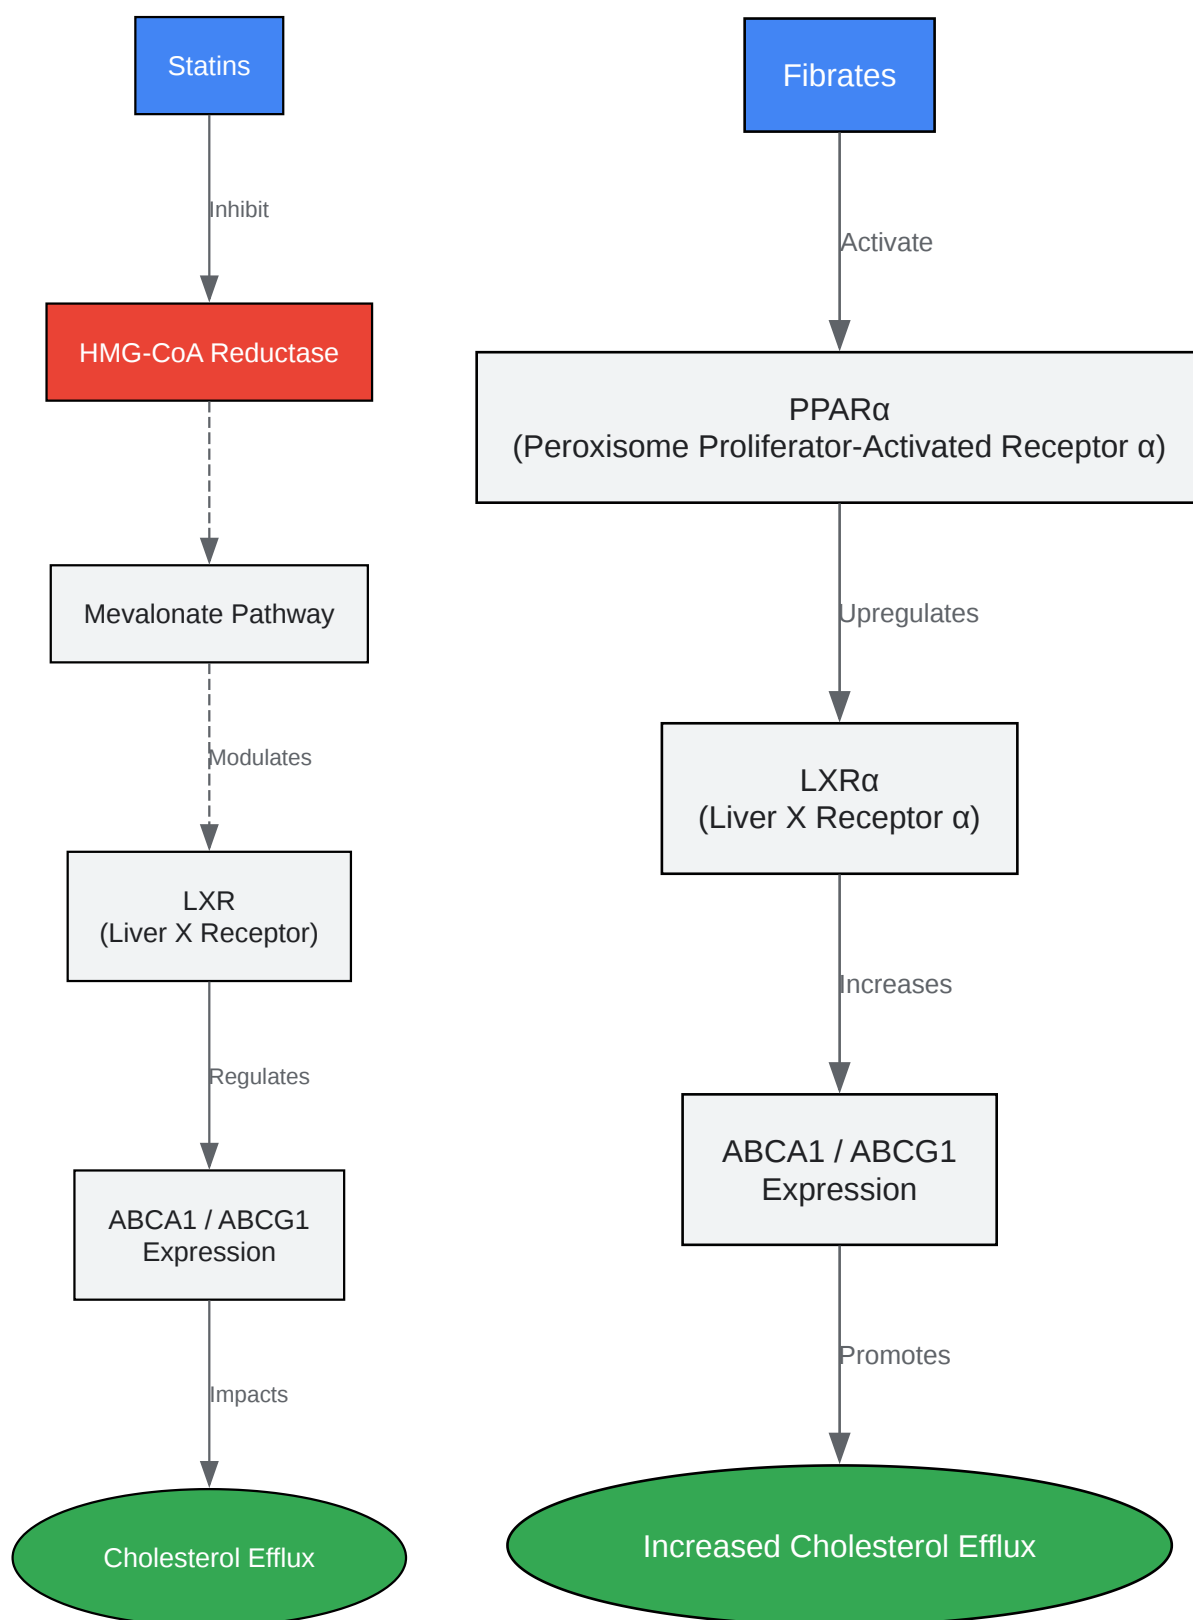 Statins
Inhibit
HMG-CoA Reductase
Mevalonate Pathway
Modulates
LXR
(Liver X Receptor)
Regulates
ABCA1 / ABCG1
Expression
Impacts
Cholesterol Efflux
Fibrates
Activate
PPARα
(Peroxisome Proliferator-Activated Receptor α)
Upregulates
LXRα
(Liver X Receptor α)
Increases
ABCA1 / ABCG1
Expression
Promotes
Increased Cholesterol Efflux